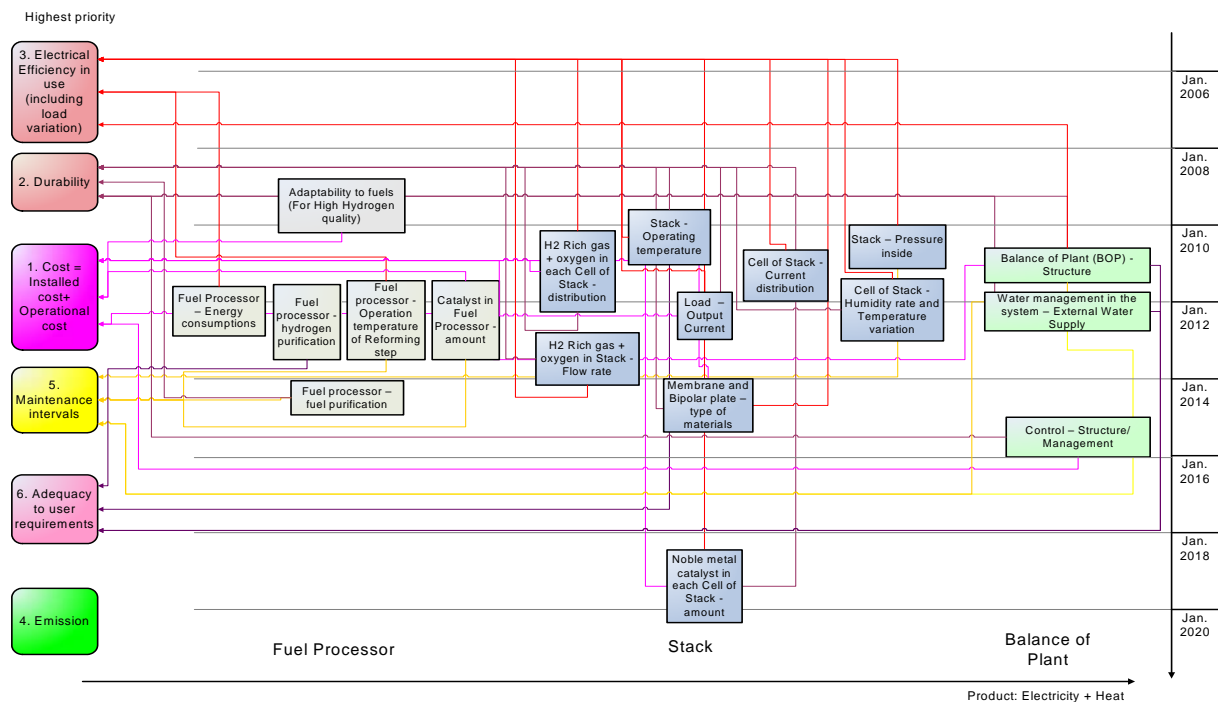 Highest priority
3. Electrical
Efficiency in
use
(including
load
variation)
2. Durability
1. Cost =
Installed
cost+
Operational
cost
5.
Maintenance
intervals
6. Adequacy
to user
requirements
4. Emission
Adaptability to fuels
(For High Hydrogen
quality)
Fuel Processor
– Energy
consumptions
Fuel
processor -
hydrogen
purification
Fuel
processor -
Operation
temperature
of Reforming
step
Catalyst in
Fuel
Processor -
amount
Fuel processor –
fuel purification
H2 Rich gas
+ oxygen in
each Cell of
Stack -
distribution
Stack -
Operating
temperature
Load –
Output
Current
H2 Rich gas +
oxygen in Stack -
Flow rate
Membrane and
Bipolar plate –
type of
materials
Cell of Stack -
Current
distribution
Stack – Pressure
inside
Cell of Stack -
Humidity rate and
Temperature
variation
Noble metal
catalyst in
each Cell of
Stack -
amount
Balance of Plant (BOP) -
Structure
Water management in the
system – External Water
Supply
Control – Structure/
Management
Jan.
2006
Jan.
2008
Jan.
2010
Jan.
2012
Jan.
2014
Jan.
2016
Jan.
2018
Jan.
2020
Fuel Processor
Stack
Balance of
Plant
Product: Electricity + Heat